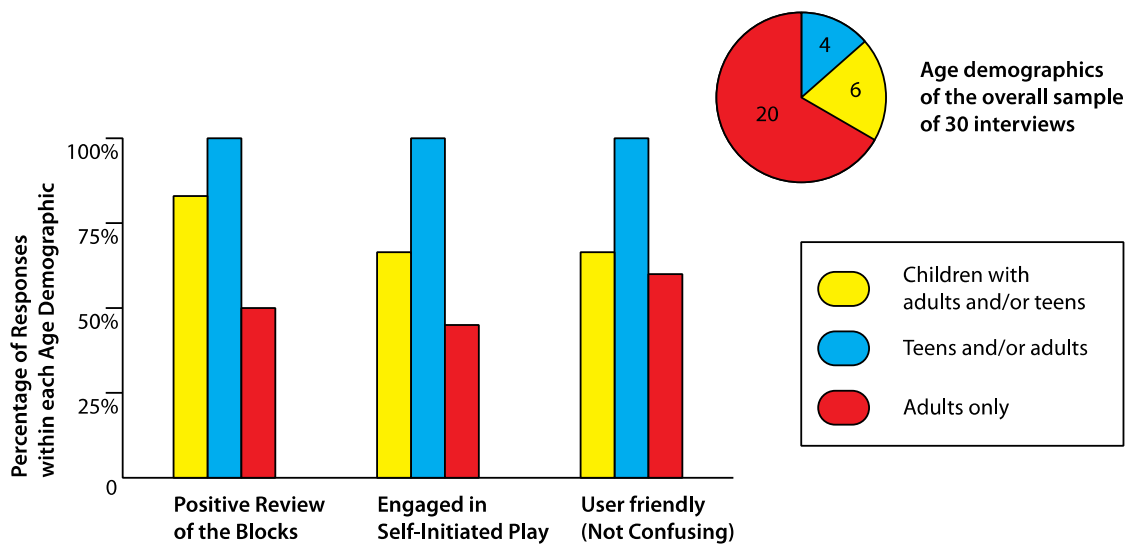 4
6
20
Age demographics
of the overall sample
of 30 interviews
Percentage of Responses
within each Age Demographic
100%
75%
50%
25%
0
Positive Review
of the Blocks
Engaged in
Self-Initiated Play
User friendly
(Not Confusing)
Children with
adults and/or teens
Teens and/or adults
Adults only